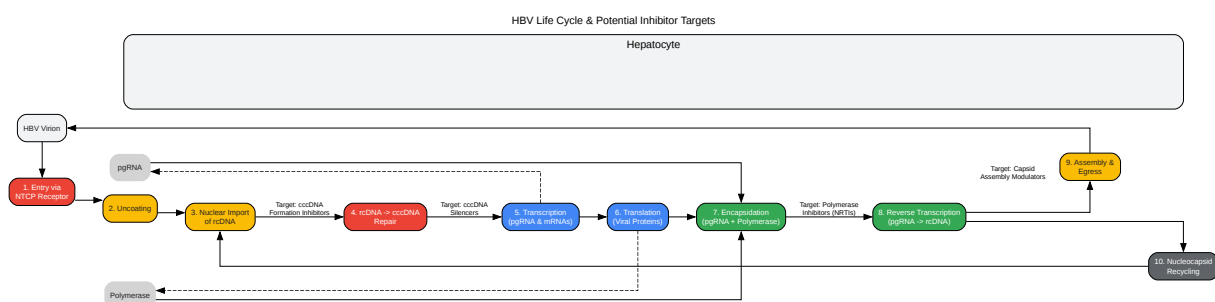 HBV Life Cycle & Potential Inhibitor Targets
Hepatocyte
HBV Virion
pgRNA
1. Entry via
NTCP Receptor
2. Uncoating
3. Nuclear Import
of rcDNA
Target: cccDNA
Formation Inhibitors
4. rcDNA -> cccDNA
Repair
Target: cccDNA
Silencers
5. Transcription
(pgRNA & mRNAs)
6. Translation
(Viral Proteins)
7. Encapsidation
(pgRNA + Polymerase)
Target: Polymerase
Inhibitors (NRTIs)
8. Reverse Transcription
(pgRNA -> rcDNA)
Target: Capsid
Assembly Modulators
9. Assembly &
Egress
10. Nucleocapsid
Recycling
Polymerase